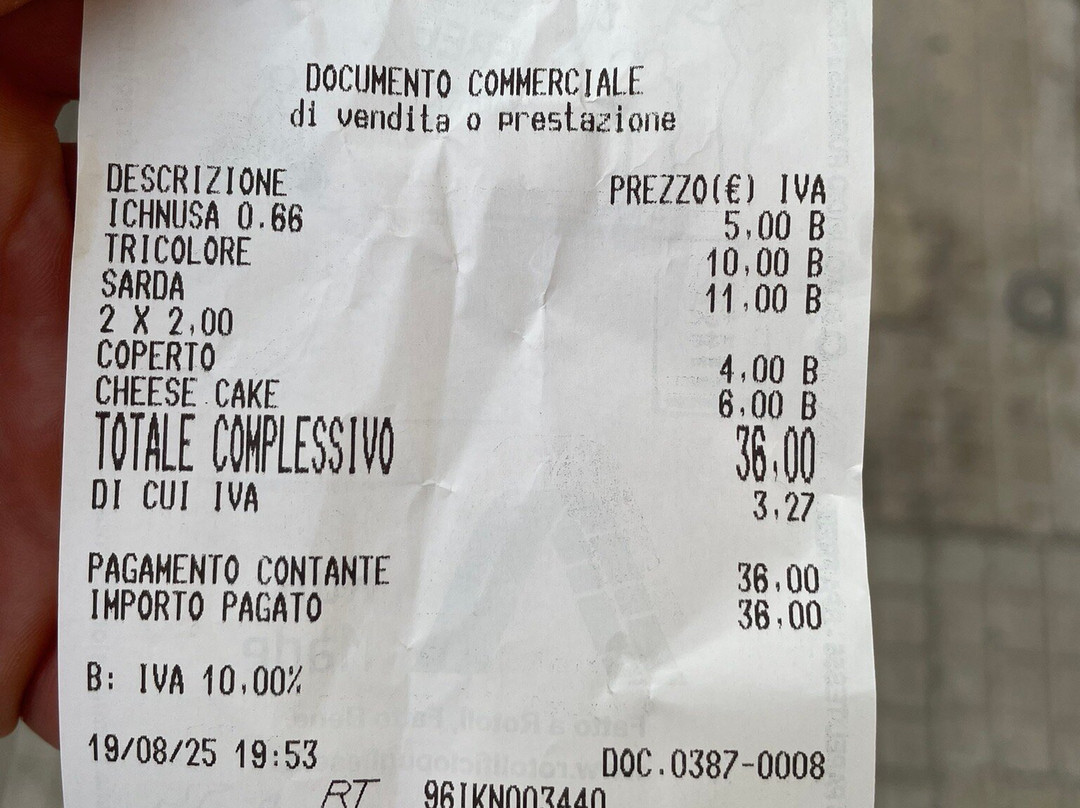 DOCUMENTO COMMERCIALE
di vendita o prestazione
DESCRIZIONE PREZZO(€) IVA
ICHNUSA 0.66 5,00 B
TRICOLORE 10,00 B
SARDA 11,00 B
2 X 2,00
COPERTO 4,00 B
CHEESE CAKE 6,00 B
TOTALE COMPLESSIVO 36,00
DI CUI IVA 3,27
PAGAMENTO CONTANTE 36,00
IMPORTO PAGATO 36,00
B: IVA 10,00%
19/08/25 19:53 DOC.0387-0008
RT 96IKN003440